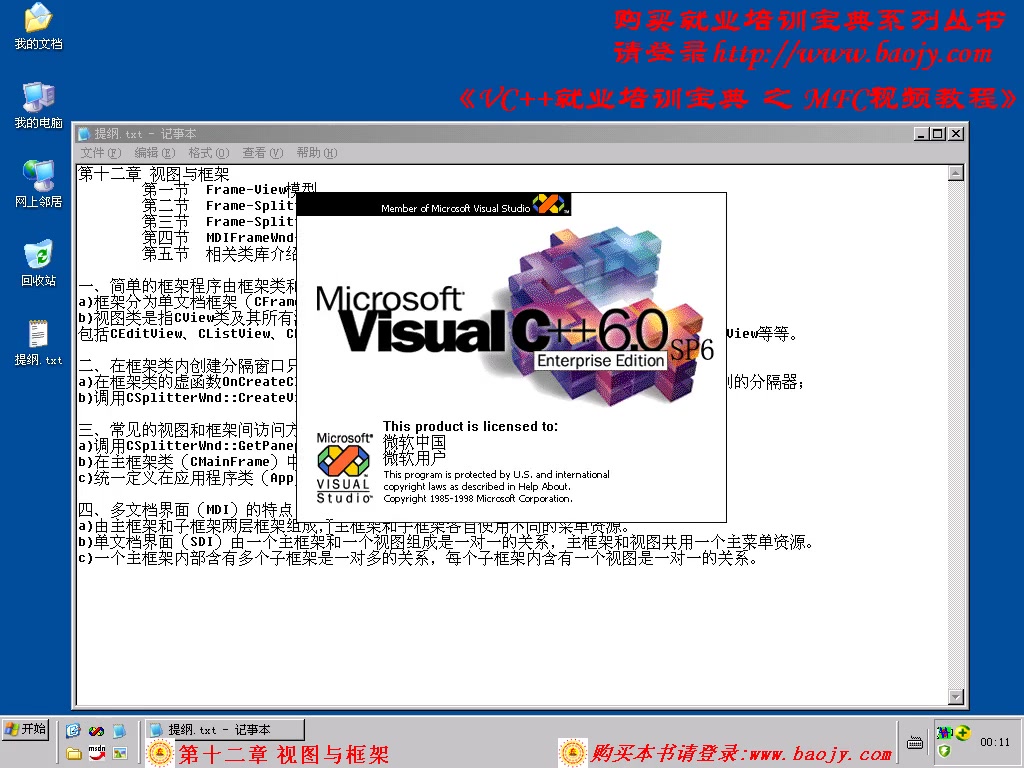 购买就业培训宝典系列丛书
请登录http://www.baojy.com
《VC++就业培训宝典 之 MFC视频教程》
我的文档
我的电脑
网上邻居
回收站
提纲.txt
提纲.txt - 记事本
文件(F) 编辑(E) 格式(O) 查看(V) 帮助(H)
第十二章 视图与框架
第一节 Frame-View模型
第二节 Frame-Splitt
第三节 Frame-Splitt
第四节 MDIFrameWnd-
第五节 相关类库介绍
一、简单的框架程序由框架类和
a)框架分为单文档框架（CFrame
b)视图类是指CView类及其所有
包括CEditView、CListView、 View等等。
二、在框架类内创建分隔窗口只
a)在框架类的虚函数OnCreateCl 的分隔器；
b)调用CSplitterWnd::CreateVi
三、常见的视图和框架间访问方
a)调用CSplitterWnd::GetPane
b)在主框架类（CMainFrame）中
c)统一定义在应用程序类（App
四、多文档界面（MDI）的特点
a)由主框架和子框架两层框架组成，主框架和子框架各自使用不同的菜单资源。
b)单文档界面（SDI）由一个主框架和一个视图组成是一对一的关系，主框架和视图共用一个主菜单资源。
c)一个主框架内部含有多个子框架是一对多的关系，每个子框架内含有一个视图是一对一的关系。
Member of Microsoft Visual Studio
Microsoft
Visual C++ 6.0 SP6
Enterprise Edition
This product is licensed to:
微软中国
微软用户
This program is protected by U.S. and international
copyright laws as described in Help About.
Copyright 1985-1998 Microsoft Corporation.
Microsoft
VISUAL
Studio
开始
msdn
提纲.txt - 记事本
第十二章 视图与框架
购买本书请登录:www.baojy.com
00:11